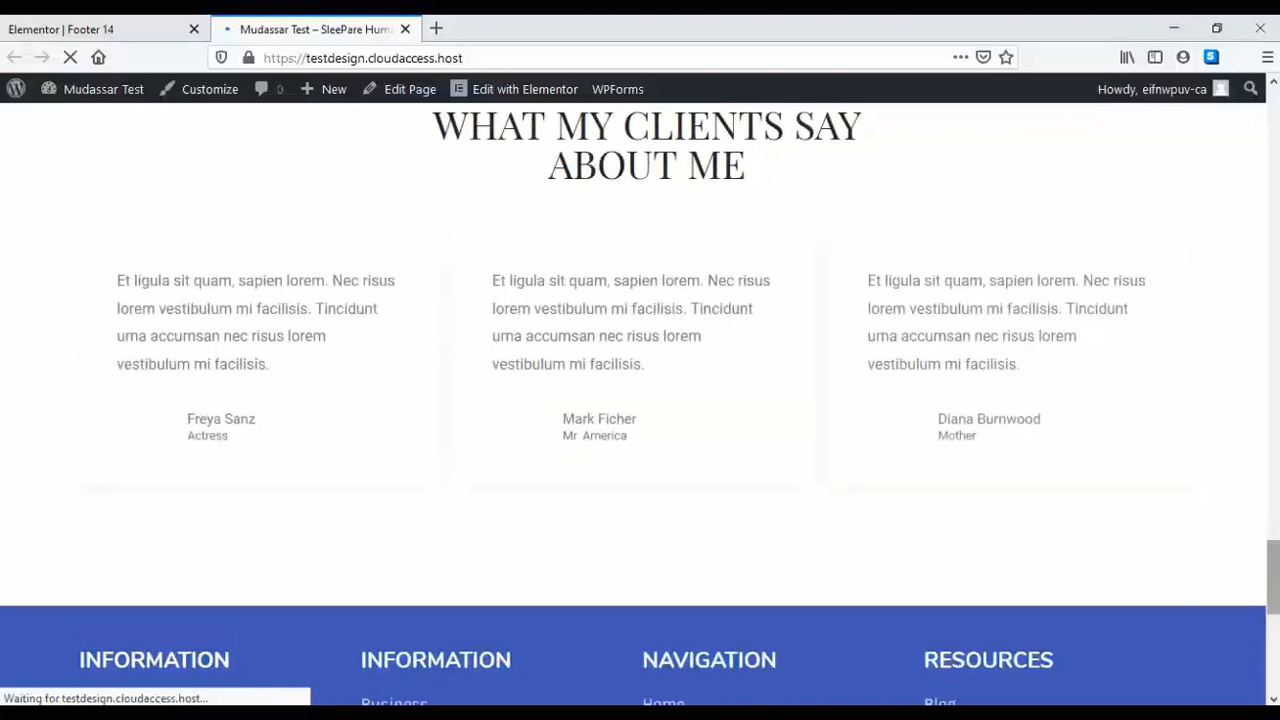 Elementor | Footer 14
Mudassar Test – SleePare Hum
https://testdesign.cloudaccess.host
Mudassar Test
Customize
0
New
Edit Page
Edit with Elementor
WPForms
Howdy, eifnwpuv-ca
WHAT MY CLIENTS SAY
ABOUT ME
Et ligula sit quam, sapien lorem. Nec risus
lorem vestibulum mi facilisis. Tincidunt
urna accumsan nec risus lorem
vestibulum mi facilisis.
Freya Sanz
Actress
Et ligula sit quam, sapien lorem. Nec risus
lorem vestibulum mi facilisis. Tincidunt
urna accumsan nec risus lorem
vestibulum mi facilisis.
Mark Ficher
Mr America
Et ligula sit quam, sapien lorem. Nec risus
lorem vestibulum mi facilisis. Tincidunt
urna accumsan nec risus lorem
vestibulum mi facilisis.
Diana Burnwood
Mother
INFORMATION
INFORMATION
NAVIGATION
RESOURCES
Business
Home
Blog
Waiting for testdesign.cloudaccess.host...